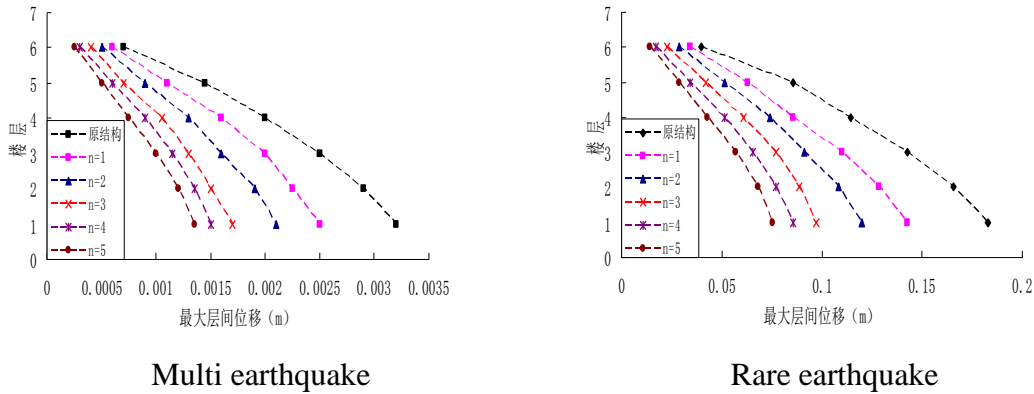 7
6
5
4
3
2
1
0
楼 层
原结构
n=1
n=2
n=3
n=4
n=5
0 0.0005 0.001 0.0015 0.002 0.0025 0.003 0.0035
最大层间位移(m)
Multi earthquake
7
6
5
4
3
2
1
0
楼 层
原结构
n=1
n=2
n=3
n=4
n=5
0 0.05 0.1 0.15 0.2
最大层间位移(m)
Rare earthquake